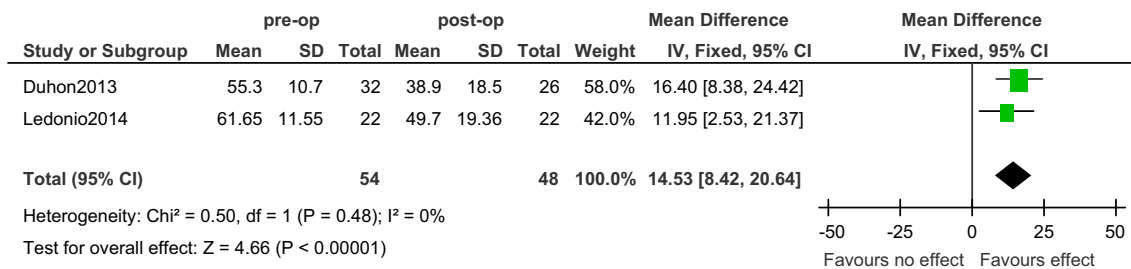 pre-op post-op Mean Difference Mean Difference
Study or Subgroup Mean SD Total Mean SD Total Weight IV, Fixed, 95% CI IV, Fixed, 95% CI
Duhon2013 55.3 10.7 32 38.9 18.5 26 58.0% 16.40 [8.38, 24.42]
Ledonio2014 61.65 11.55 22 49.7 19.36 22 42.0% 11.95 [2.53, 21.37]
Total (95% CI) 54 48 100.0% 14.53 [8.42, 20.64]
Heterogeneity: Chi² = 0.50, df = 1 (P = 0.48); I² = 0%
Test for overall effect: Z = 4.66 (P < 0.00001)
-50 -25 0 25 50
Favours no effect Favours effect